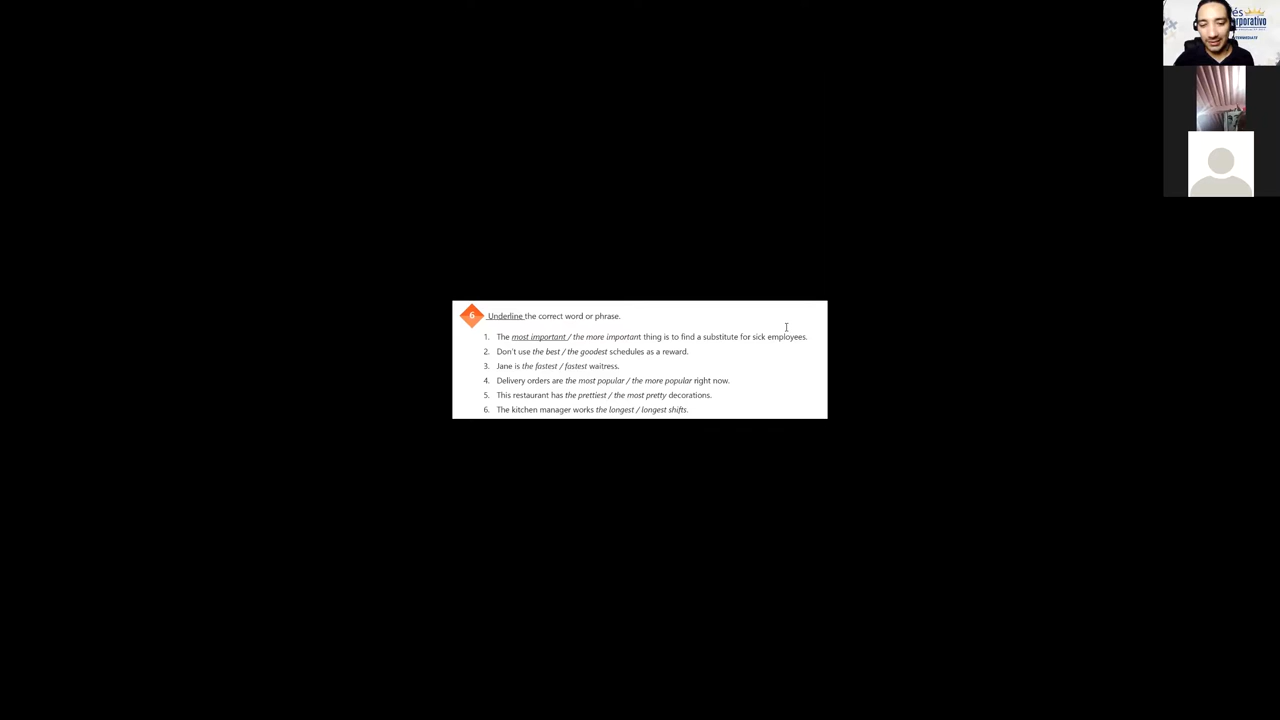 és
rporativo
INTERMEDIATE
6 Underline the correct word or phrase.
1. The most important / the more important thing is to find a substitute for sick employees.
2. Don't use the best / the goodest schedules as a reward.
3. Jane is the fastest / fastest waitress.
4. Delivery orders are the most popular / the more popular right now.
5. This restaurant has the prettiest / the most pretty decorations.
6. The kitchen manager works the longest / longest shifts.